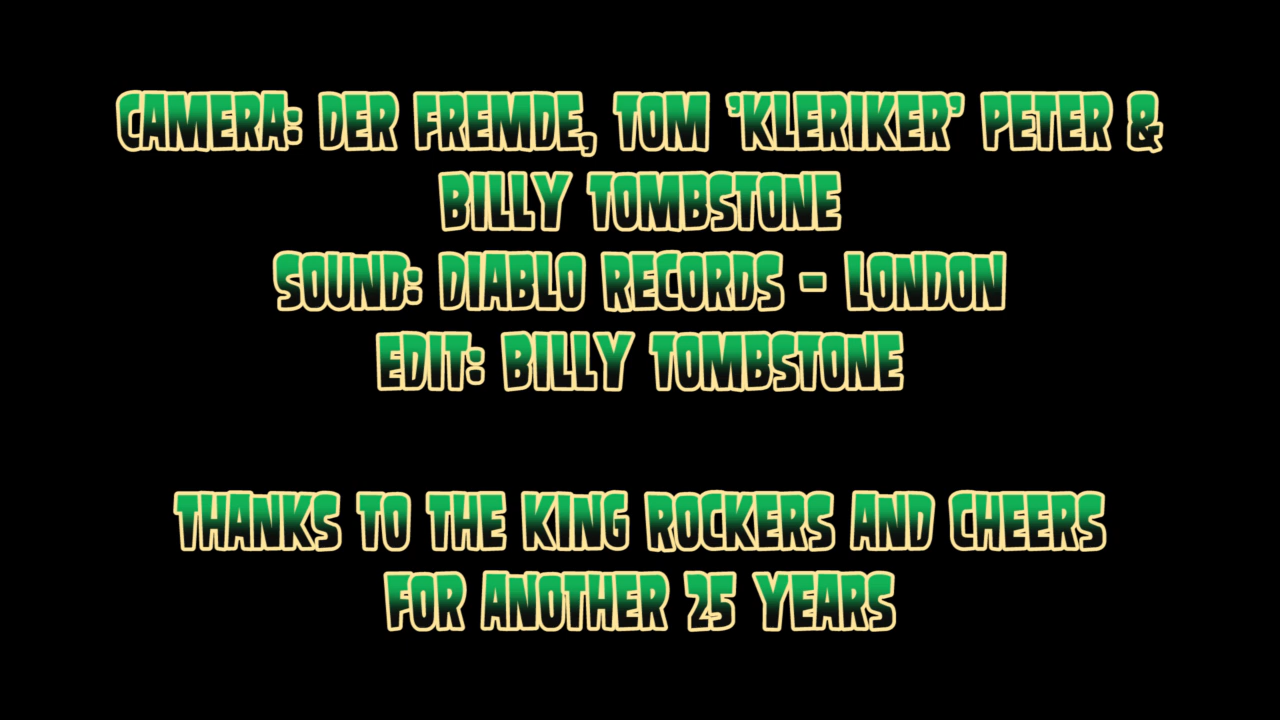 CAMERA: DER FREMDE, TOM 'KLERIKER' PETER &
BILLY TOMBSTONE
SOUND: DIABLO RECORDS - LONDON
EDIT: BILLY TOMBSTONE
THANKS TO THE KING ROCKERS AND CHEERS
FOR ANOTHER 25 YEARS